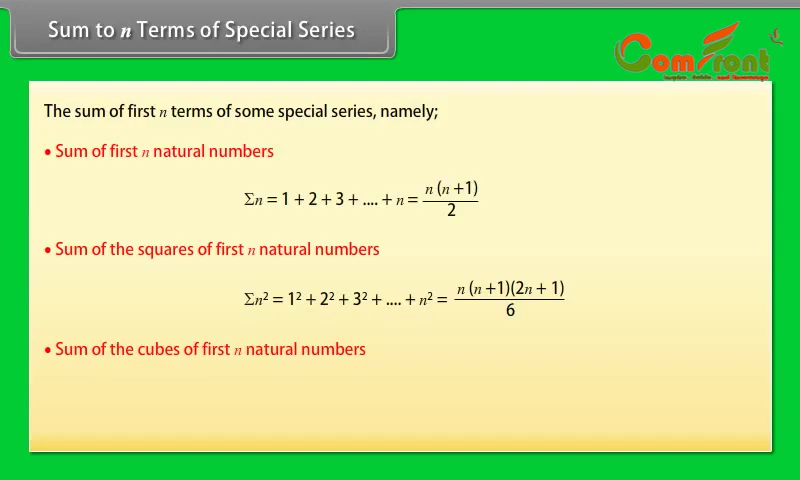 Sum to n Terms of Special Series
ComFront
The sum of first n terms of some special series, namely;
• Sum of first n natural numbers
Σn = 1 + 2 + 3 + .... + n = n (n +1) / 2
• Sum of the squares of first n natural numbers
Σn² = 1² + 2² + 3² + .... + n² = n (n +1)(2n + 1) / 6
• Sum of the cubes of first n natural numbers